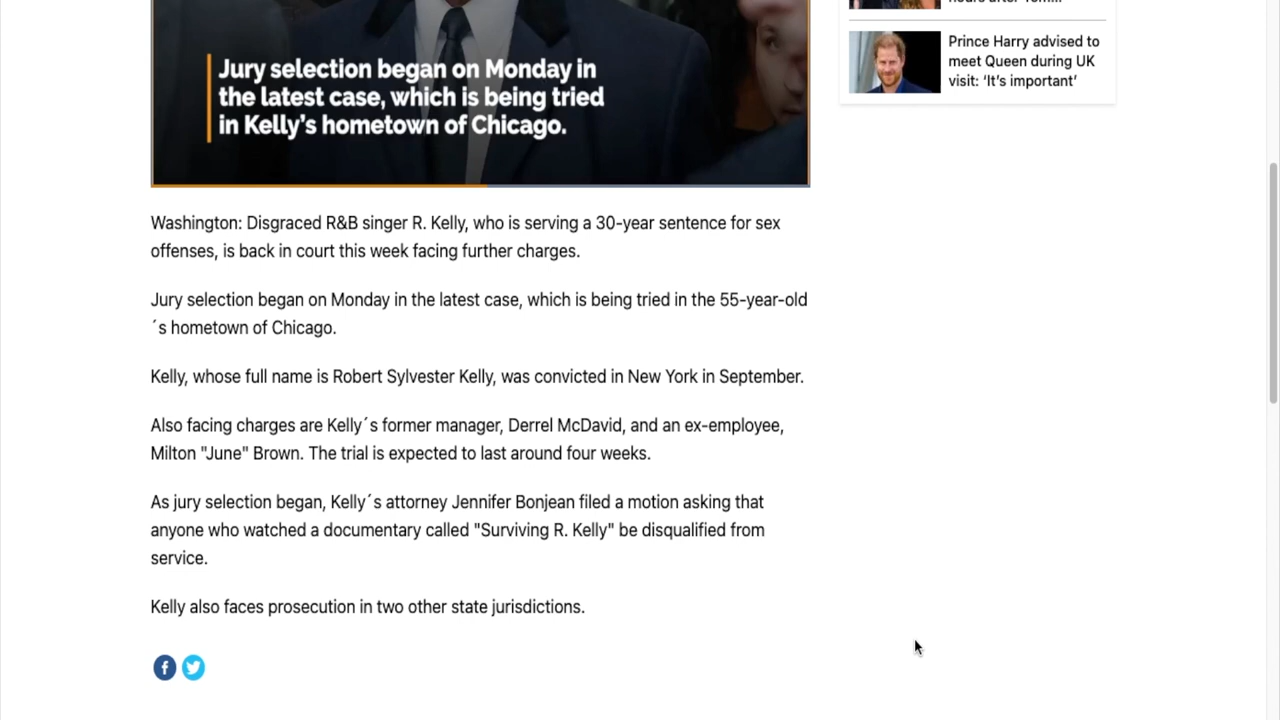 hours after Tom...
Prince Harry advised to
meet Queen during UK
visit: ‘It’s important’
Jury selection began on Monday in
the latest case, which is being tried
in Kelly’s hometown of Chicago.
Washington: Disgraced R&B singer R. Kelly, who is serving a 30-year sentence for sex
offenses, is back in court this week facing further charges.
Jury selection began on Monday in the latest case, which is being tried in the 55-year-old
´s hometown of Chicago.
Kelly, whose full name is Robert Sylvester Kelly, was convicted in New York in September.
Also facing charges are Kelly´s former manager, Derrel McDavid, and an ex-employee,
Milton "June" Brown. The trial is expected to last around four weeks.
As jury selection began, Kelly´s attorney Jennifer Bonjean filed a motion asking that
anyone who watched a documentary called "Surviving R. Kelly" be disqualified from
service.
Kelly also faces prosecution in two other state jurisdictions.